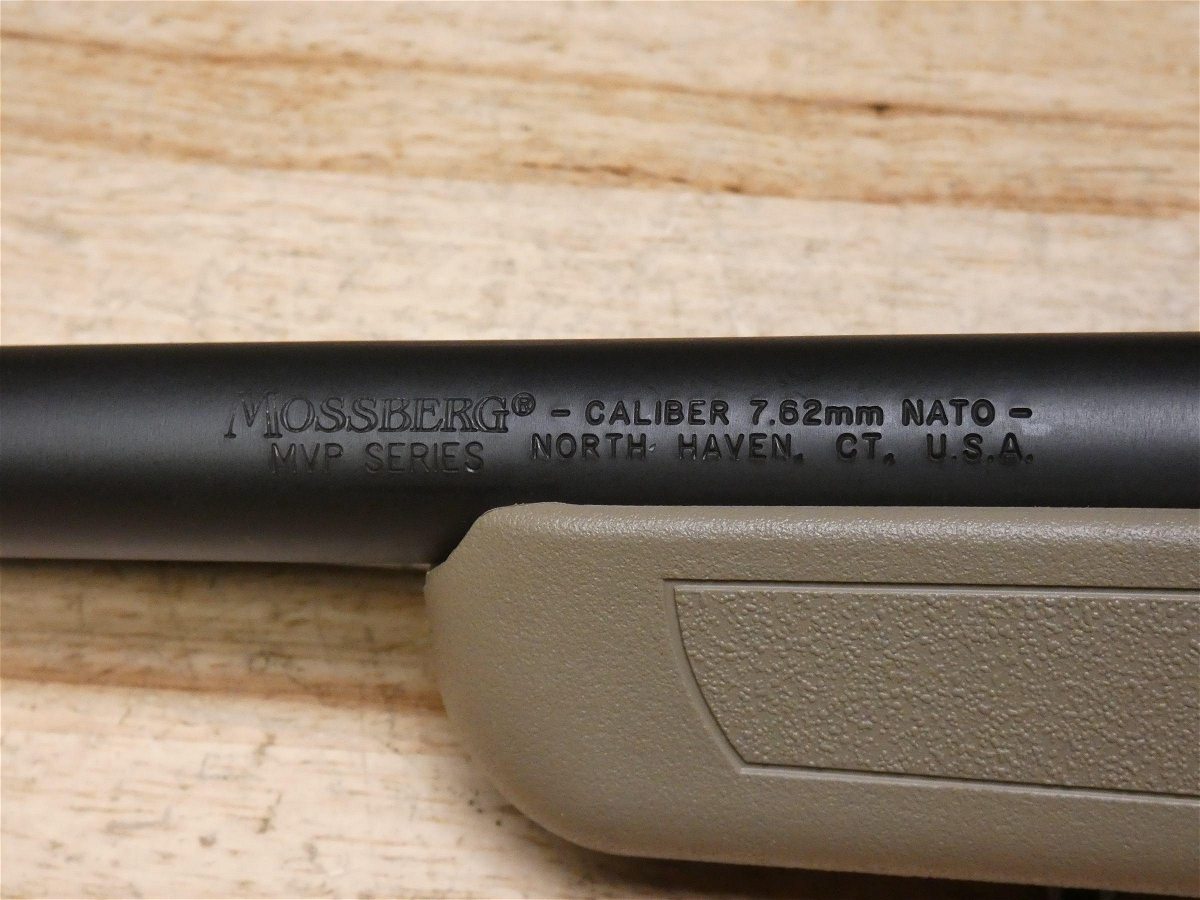 MOSSBERG® - CALIBER 7.62mm NATO -
MVP SERIES NORTH HAVEN, CT, U.S.A.